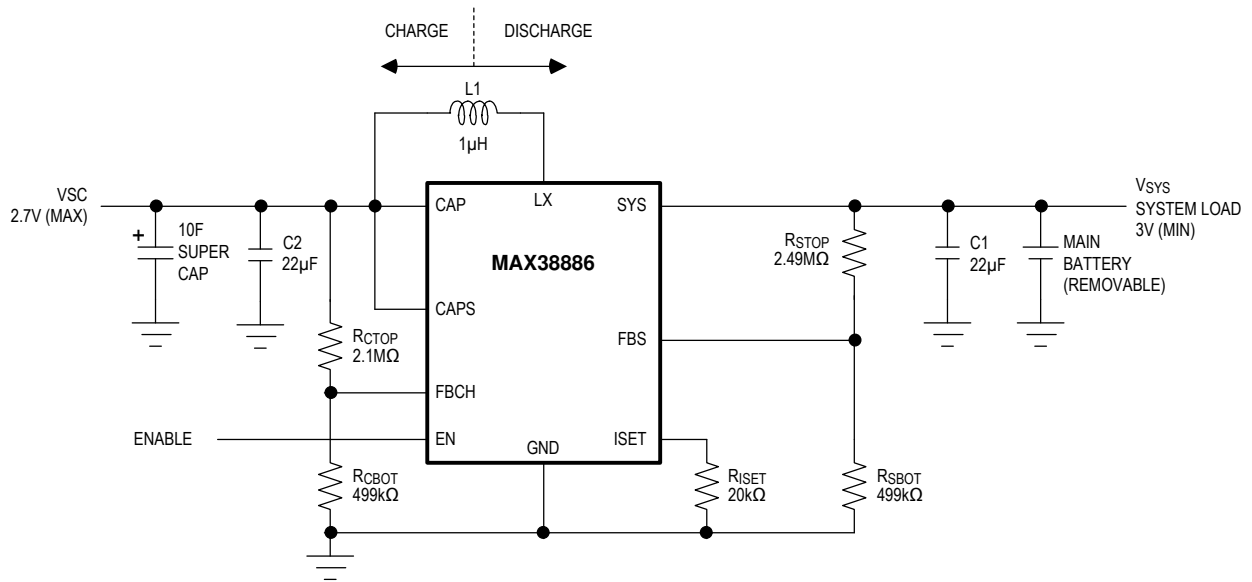 CHARGE
DISCHARGE
L1
1µH
VSC
2.7V (MAX)
CAP
LX
SYS
VSYS
SYSTEM LOAD
3V (MIN)
+
10F
SUPER
CAP
C2
22µF
MAX38886
RSTOP
2.49MΩ
C1
22µF
MAIN
BATTERY
(REMOVABLE)
CAPS
RCTOP
2.1MΩ
FBS
FBCH
ENABLE
EN
GND
ISET
RCBOT
499kΩ
RISET
20kΩ
RSBOT
499kΩ